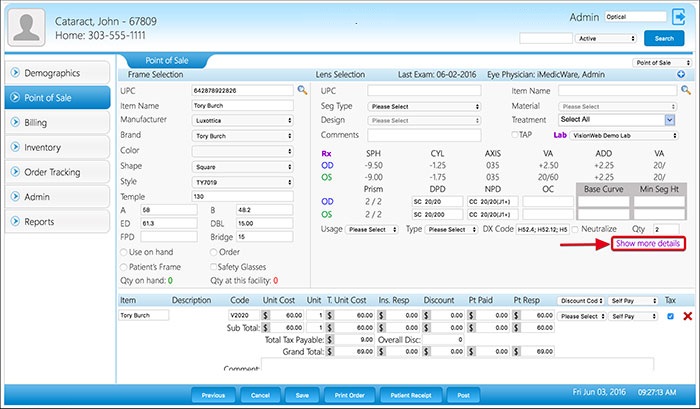 Cataract, John - 67809
Home: 303-555-1111
Admin Optical
Active Search
Point of Sale Point of Sale
Demographics
Point of Sale
Billing
Inventory
Order Tracking
Admin
Reports
Frame Selection
UPC 642878922826
Item Name Tory Burch
Manufacturer Luxottica
Brand Tory Burch
Color
Shape Square
Style TY7019
Temple 130
A 58 B 48.2
ED 61.3 DBL 15.00
FPD Bridge 15
Use on hand Order
Patient's Frame Safety Glasses
Qty on hand: 0 Qty at this facility: 0
Lens Selection Last Exam: 06-02-2016 Eye Physician: iMedicWare, Admin
UPC Item Name
Seg Type Please Select Material Please Select
Design Please Select Treatment Select All
Comments TAP Lab VisionWeb Demo Lab
Rx SPH CYL AXIS VA ADD VA
OD -9.50 -1.25 035 +2.50 +2.25 20/
OS -9.00 -1.75 035 20/60 +2.25 20/
Prism DPD NPD OC Base Curve Min Seg Ht
OD 2 / 2 SC 20/20 CC 20/20(J1+)
OS 2 / 2 SC 20/200 CC 20/20(J1+)
Usage Please Select Type Please Select DX Code H52.4; H52.12; H5 Neutralize Qty 2
Show more details
Item Description Code Unit Cost Unit T. Unit Cost Ins. Resp Discount Pt Paid Pt Resp Discount Cod Self Pay Tax
Tory Burch V2020 $ 60.00 1 $ 60.00 $ 0.00 $ 0.00 $ 0.00 $ 60.00 Please Select Self Pay
Sub Total: $ 60.00 1 $ 60.00 $ 0.00 $ 0.00 $ 0.00 $ 60.00
Total Tax Payable: $ 9.00 Overall Disc: 0
Grand Total: $ 69.00 $ 0.00 $ 0.00 $ 0.00 $ 69.00
Comment:
Previous Cancel Save Print Order Patient Receipt Post
Fri Jun 03, 2016 09:27:13 AM